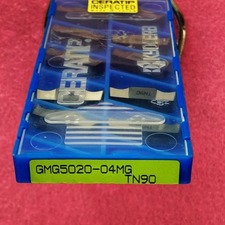 CERATIP
INSPECTED
CERATIP
KYOCERA
GMG5020-04MG
TN90